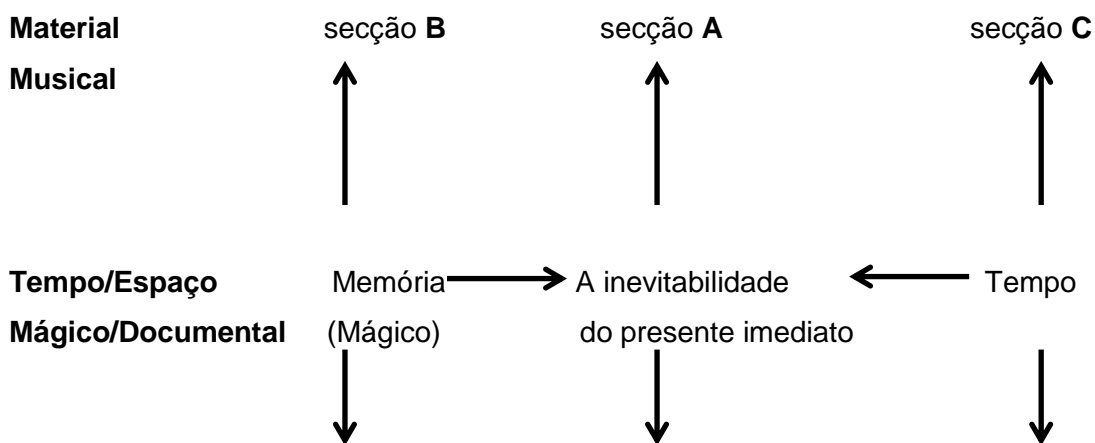 Material secção B secção A secção C
Musical
Tempo/Espaço Memória A inevitabilidade Tempo
Mágico/Documental (Mágico) do presente imediato